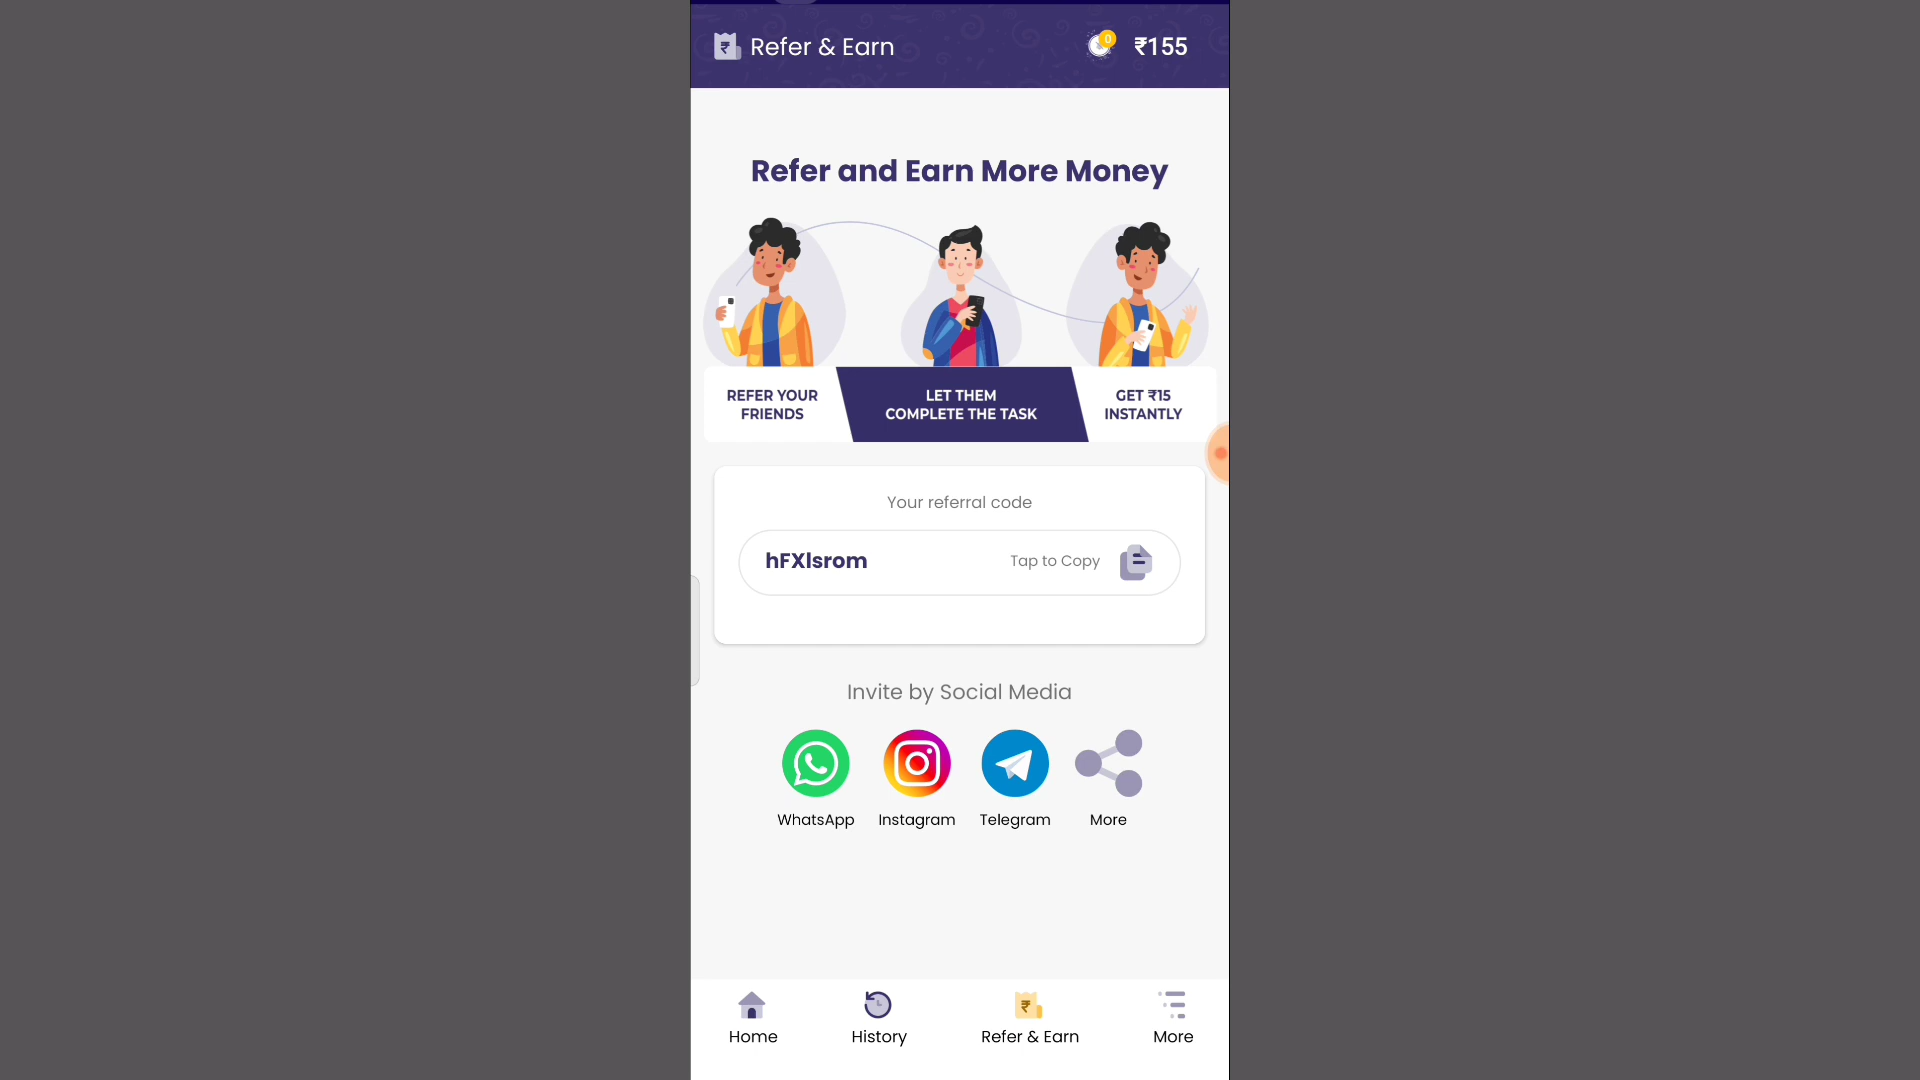 Refer & Earn
0
₹155
Refer and Earn More Money
REFER YOUR
FRIENDS
LET THEM
COMPLETE THE TASK
GET ₹15
INSTANTLY
Your referral code
hFXlsrom
Tap to Copy
Invite by Social Media
WhatsApp
Instagram
Telegram
More
Home
History
Refer & Earn
More